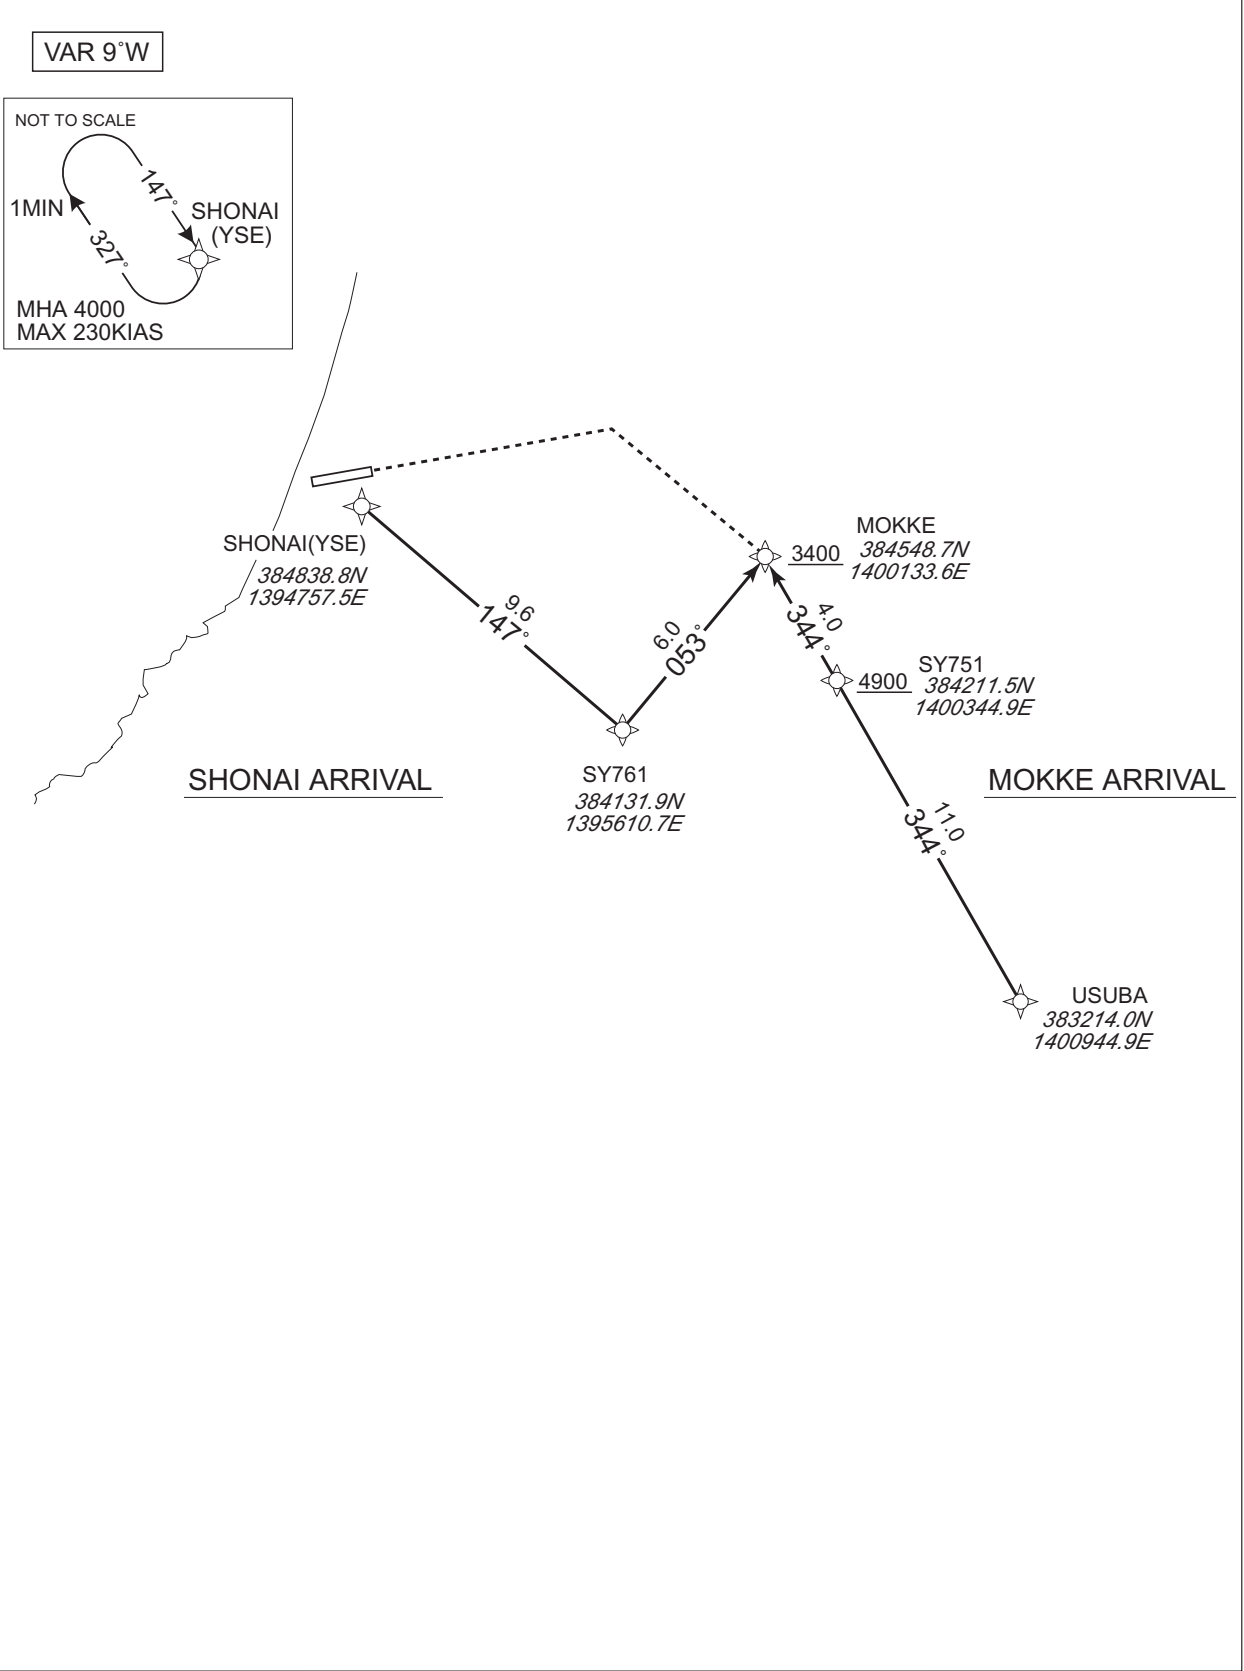 VAR 9°W
NOT TO SCALE
147°
1MIN
SHONAI
(YSE)
327°
MHA 4000
MAX 230KIAS
SHONAI(YSE)
384838.8N
1394757.5E
9.6
147°
6.0
053°
3400
MOKKE
384548.7N
1400133.6E
4.0
344°
4900
SY751
384211.5N
1400344.9E
SHONAI ARRIVAL
SY761
384131.9N
1395610.7E
MOKKE ARRIVAL
11.0
344°
USUBA
383214.0N
1400944.9E